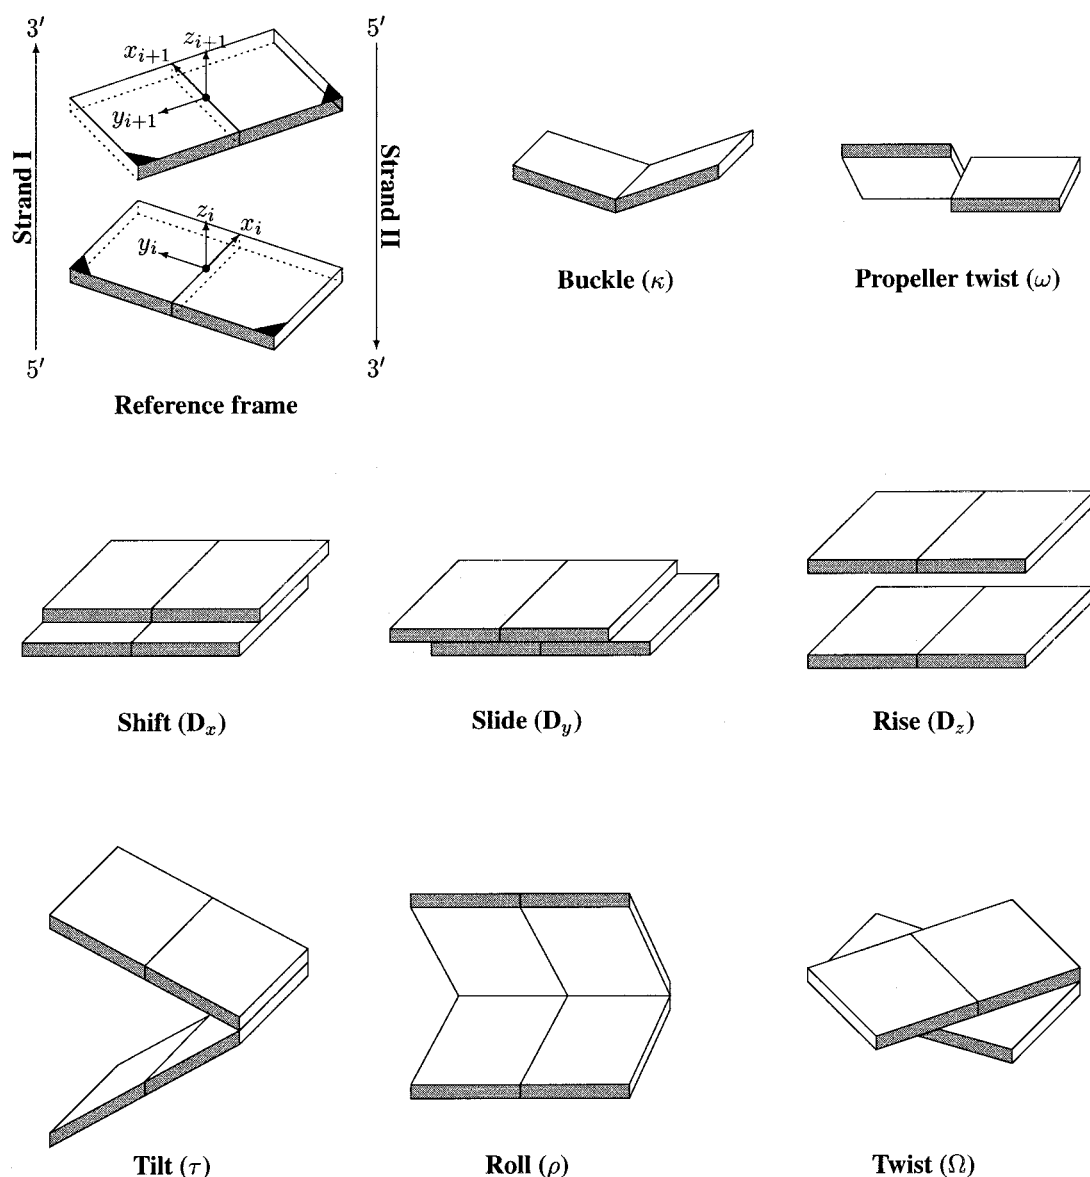 3′
5′
z_{i+1}
x_{i+1}
y_{i+1}
Strand I
Strand II
z_i
x_i
y_i
5′
3′
Reference frame
Buckle (κ)
Propeller twist (ω)
Shift (D_x)
Slide (D_y)
Rise (D_z)
Tilt (τ)
Roll (ρ)
Twist (Ω)